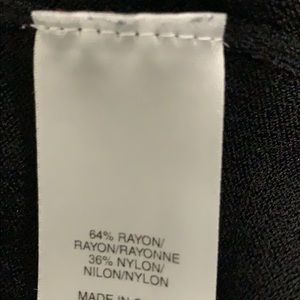 64% RAYON/
RAYON/RAYONNE
36% NYLON/
NILON/NYLON
MADE IN